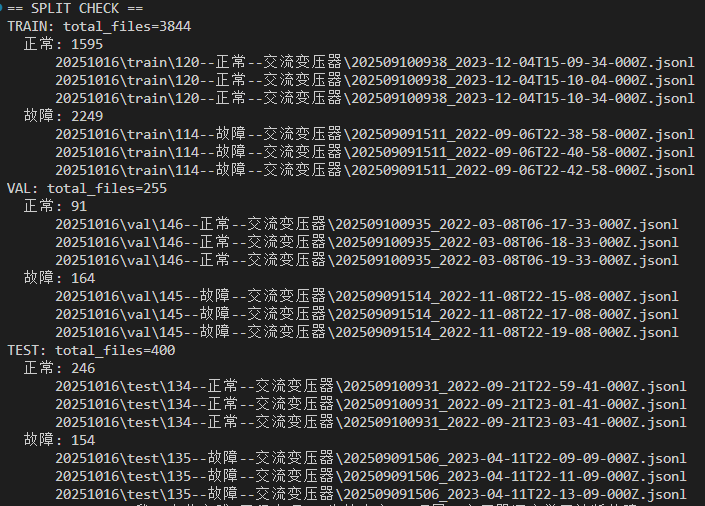 == SPLIT CHECK ==
TRAIN: total_files=3844
正常: 1595
20251016\train\120--正常--交流变压器\202509100938_2023-12-04T15-09-34-000Z.jsonl
20251016\train\120--正常--交流变压器\202509100938_2023-12-04T15-10-04-000Z.jsonl
20251016\train\120--正常--交流变压器\202509100938_2023-12-04T15-10-34-000Z.jsonl
故障: 2249
20251016\train\114--故障--交流变压器\202509091511_2022-09-06T22-38-58-000Z.jsonl
20251016\train\114--故障--交流变压器\202509091511_2022-09-06T22-40-58-000Z.jsonl
20251016\train\114--故障--交流变压器\202509091511_2022-09-06T22-42-58-000Z.jsonl
VAL: total_files=255
正常: 91
20251016\val\146--正常--交流变压器\202509100935_2022-03-08T06-17-33-000Z.jsonl
20251016\val\146--正常--交流变压器\202509100935_2022-03-08T06-18-33-000Z.jsonl
20251016\val\146--正常--交流变压器\202509100935_2022-03-08T06-19-33-000Z.jsonl
故障: 164
20251016\val\145--故障--交流变压器\202509091514_2022-11-08T22-15-08-000Z.jsonl
20251016\val\145--故障--交流变压器\202509091514_2022-11-08T22-17-08-000Z.jsonl
20251016\val\145--故障--交流变压器\202509091514_2022-11-08T22-19-08-000Z.jsonl
TEST: total_files=400
正常: 246
20251016\test\134--正常--交流变压器\202509100931_2022-09-21T22-59-41-000Z.jsonl
20251016\test\134--正常--交流变压器\202509100931_2022-09-21T23-01-41-000Z.jsonl
20251016\test\134--正常--交流变压器\202509100931_2022-09-21T23-03-41-000Z.jsonl
故障: 154
20251016\test\135--故障--交流变压器\202509091506_2023-04-11T22-09-09-000Z.jsonl
20251016\test\135--故障--交流变压器\202509091506_2023-04-11T22-11-09-000Z.jsonl
20251016\test\135--故障--交流变压器\202509091506_2023-04-11T22-13-09-000Z.jsonl